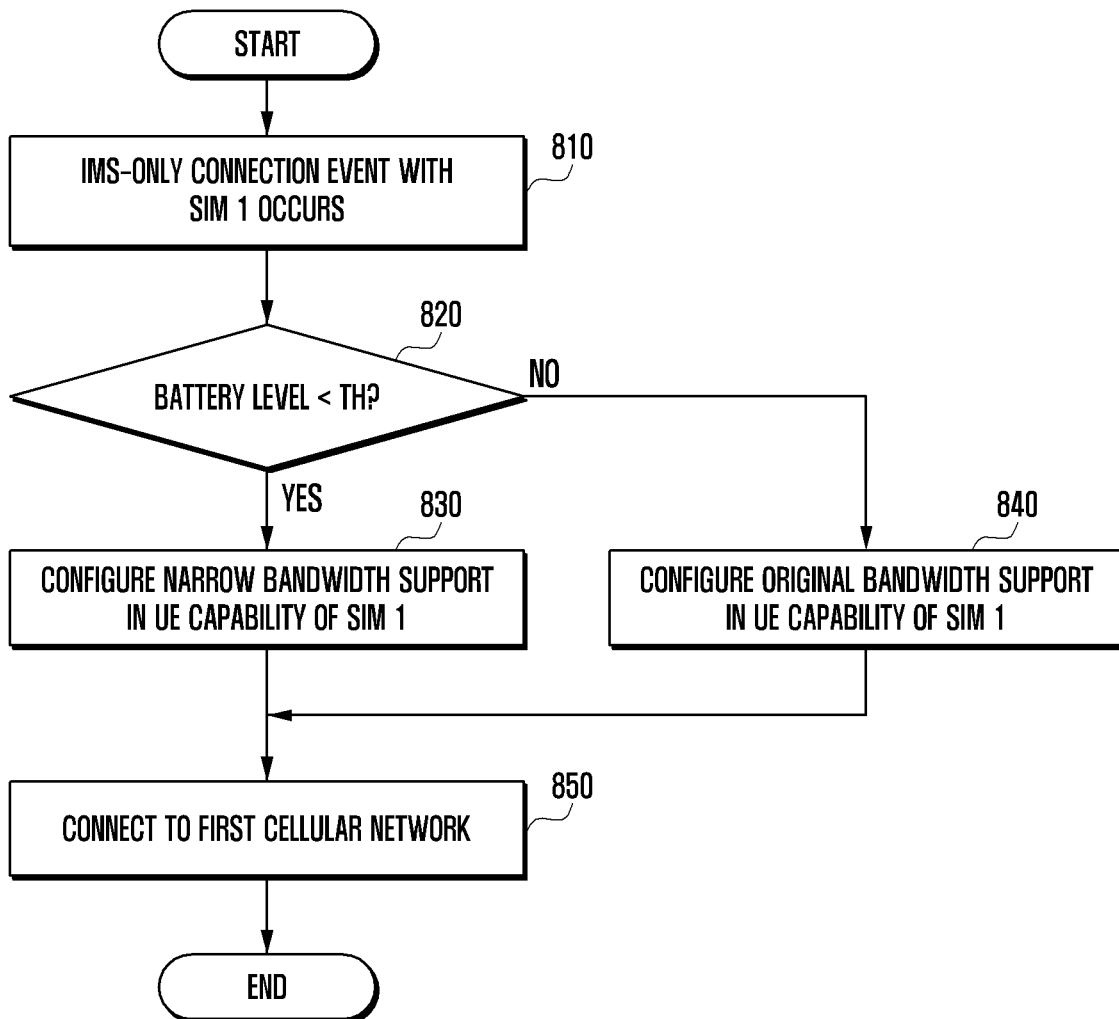 START
IMS-ONLY CONNECTION EVENT WITH
SIM 1 OCCURS
810
BATTERY LEVEL < TH?
820
NO
YES
830
CONFIGURE NARROW BANDWIDTH SUPPORT
IN UE CAPABILITY OF SIM 1
840
CONFIGURE ORIGINAL BANDWIDTH SUPPORT
IN UE CAPABILITY OF SIM 1
850
CONNECT TO FIRST CELLULAR NETWORK
END